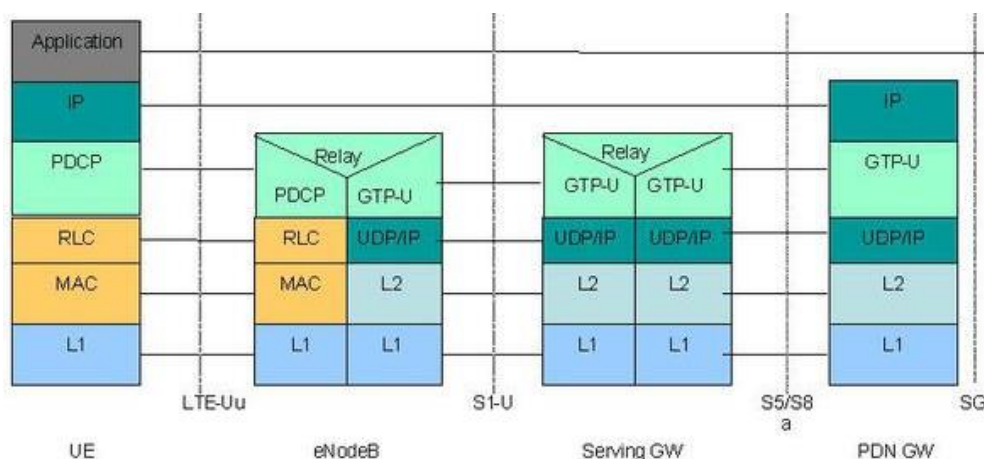 Application
IP
IP
PDCP
Relay
Relay
GTP-U
PDCP
GTP-U
GTP-U
GTP-U
RLC
RLC
UDP/IP
UDP/IP
UDP/IP
UDP/IP
MAC
MAC
L2
L2
L2
L2
L1
L1
L1
L1
L1
L1
LTE-Uu
S1-U
S5/S8
a
SG
UE
eNodeB
Serving GW
PDN GW